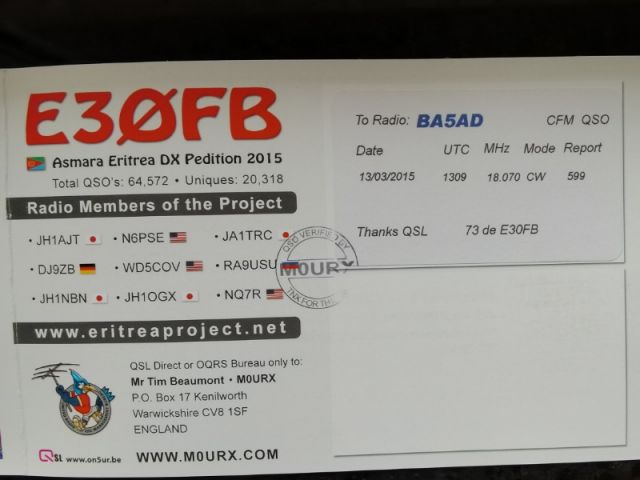 E3ØFB
Asmara Eritrea DX Pedition 2015
Total QSO's: 64,572 • Uniques: 20,318
Radio Members of the Project
• JH1AJT • N6PSE • JA1TRC
• DJ9ZB • WD5COV • RA9USU
• JH1NBN • JH1OGX • NQ7R
www.eritreaproject.net
QSL Direct or OQRS Bureau only to:
Mr Tim Beaumont • M0URX
P.O. Box 17 Kenilworth
Warwickshire CV8 1SF
ENGLAND
QSL www.on5ur.be WWW.M0URX.COM
QSO VERIFIED BY
M0URX
TNX FOR THE
To Radio: BA5AD CFM QSO
Date UTC MHz Mode Report
13/03/2015 1309 18.070 CW 599
Thanks QSL 73 de E30FB